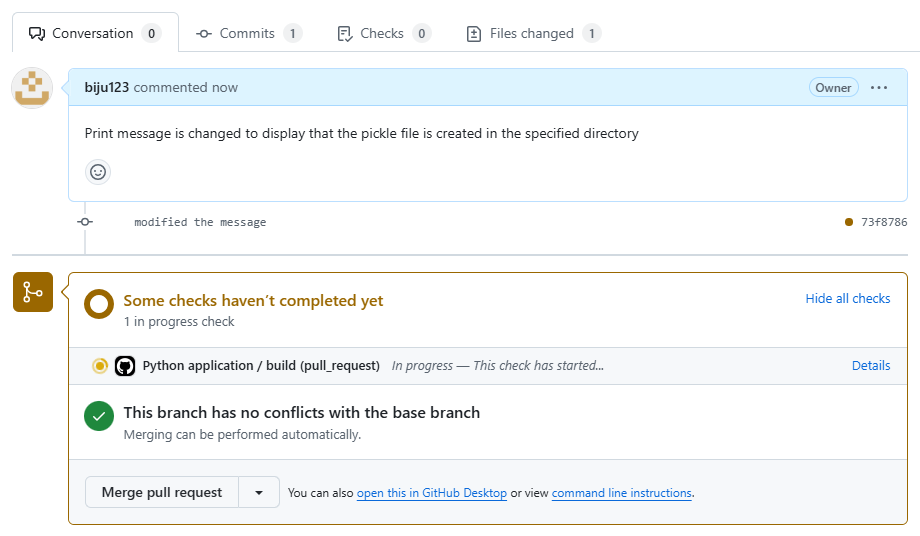 Conversation 0 Commits 1 Checks 0 Files changed 1
biju123 commented now Owner ...
Print message is changed to display that the pickle file is created in the specified directory
modified the message 73f8786
Some checks haven't completed yet Hide all checks
1 in progress check
Python application / build (pull_request) In progress — This check has started... Details
This branch has no conflicts with the base branch
Merging can be performed automatically.
Merge pull request You can also open this in GitHub Desktop or view command line instructions.